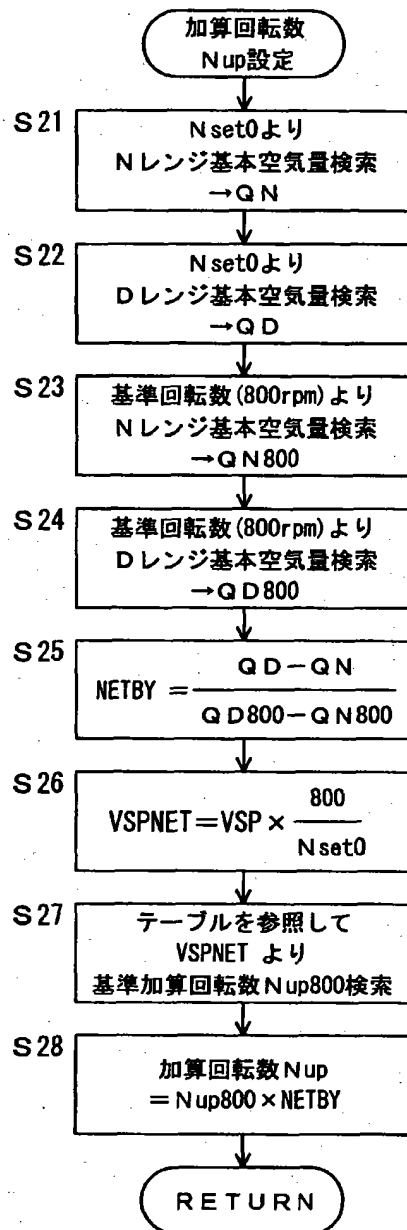 加算回転数
Nup設定
S21
Nset0より
Nレンジ基本空気量検索
→QN
S22
Nset0より
Dレンジ基本空気量検索
→QD
S23
基準回転数(800rpm)より
Nレンジ基本空気量検索
→QN800
S24
基準回転数(800rpm)より
Dレンジ基本空気量検索
→QD800
S25
QD-QN
NETBY =
QD800-QN800
S26
800
VSPNET=VSP×
Nset0
S27
テーブルを参照して
VSPNET より
基準加算回転数Nup800検索
S28
加算回転数Nup
=Nup800×NETBY
RETURN